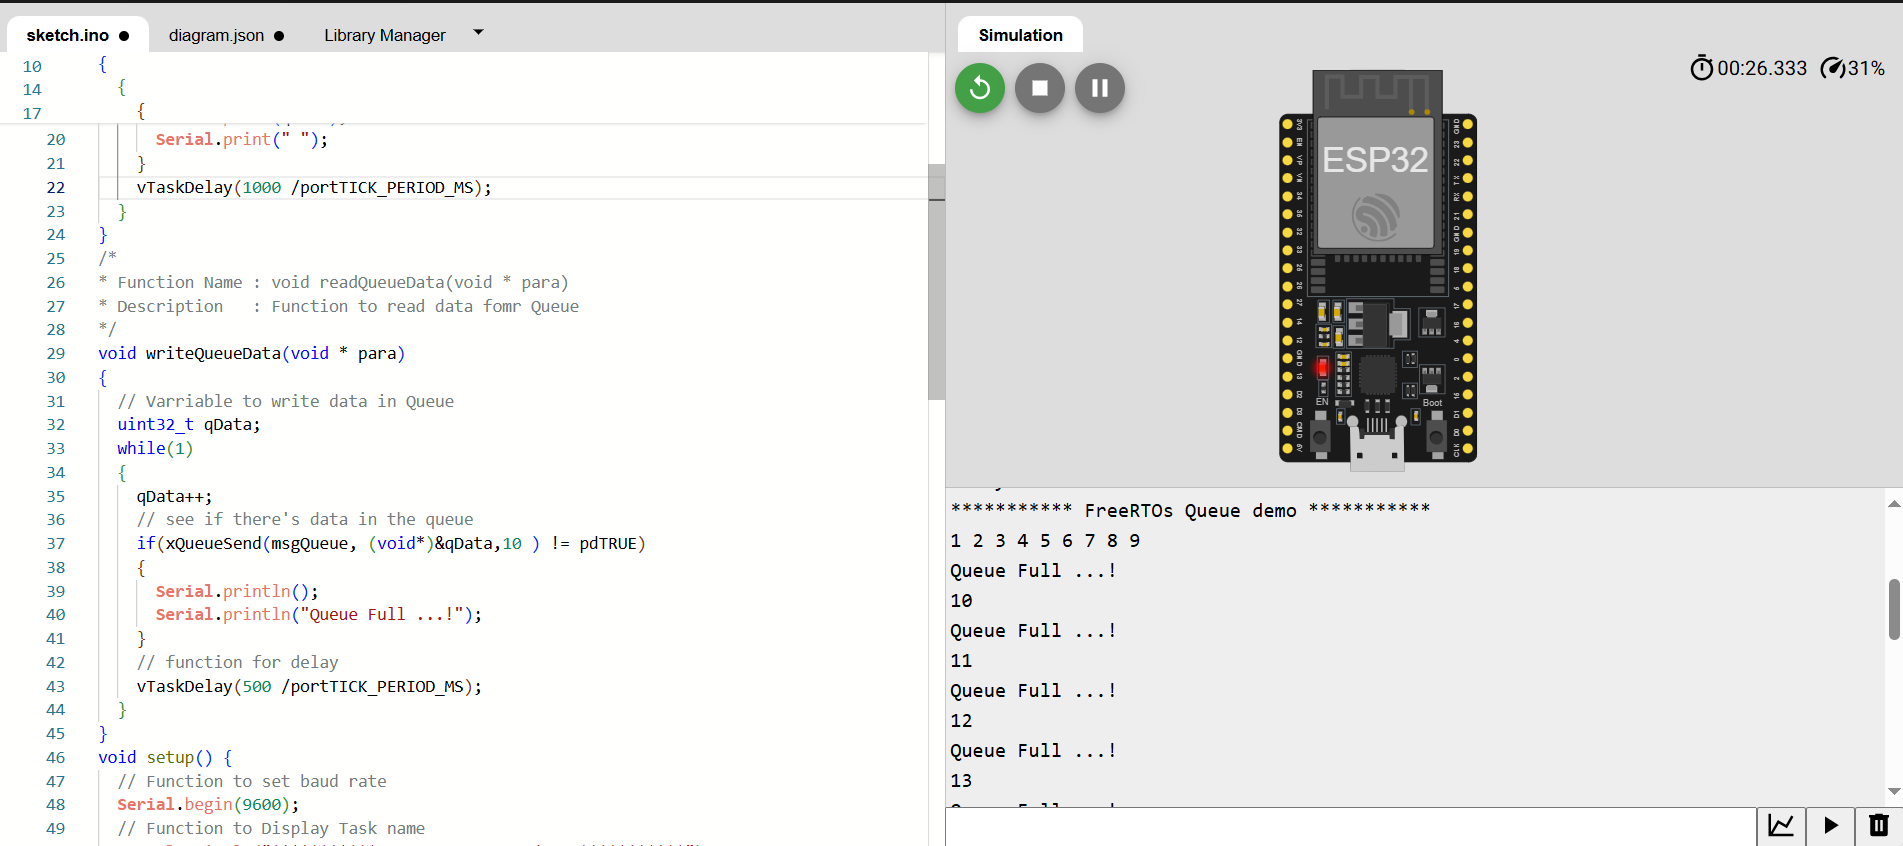 sketch.ino ●
diagram.json ●
Library Manager
10 {
14 {
17 {
20 Serial.print(" ");
21 }
22 vTaskDelay(1000 /portTICK_PERIOD_MS);
23 }
24 }
25 /*
26 * Function Name : void readQueueData(void * para)
27 * Description   : Function to read data fomr Queue
28 */
29 void writeQueueData(void * para)
30 {
31 // Varriable to write data in Queue
32 uint32_t qData;
33 while(1)
34 {
35 qData++;
36 // see if there's data in the queue
37 if(xQueueSend(msgQueue, (void*)&qData,10 ) != pdTRUE)
38 {
39 Serial.println();
40 Serial.println("Queue Full ...!");
41 }
42 // function for delay
43 vTaskDelay(500 /portTICK_PERIOD_MS);
44 }
45 }
46 void setup() {
47 // Function to set baud rate
48 Serial.begin(9600);
49 // Function to Display Task name
Simulation
00:26.333
31%
ESP32
EN
Boot
*********** FreeRTOs Queue demo ***********
1 2 3 4 5 6 7 8 9
Queue Full ...!
10
Queue Full ...!
11
Queue Full ...!
12
Queue Full ...!
13